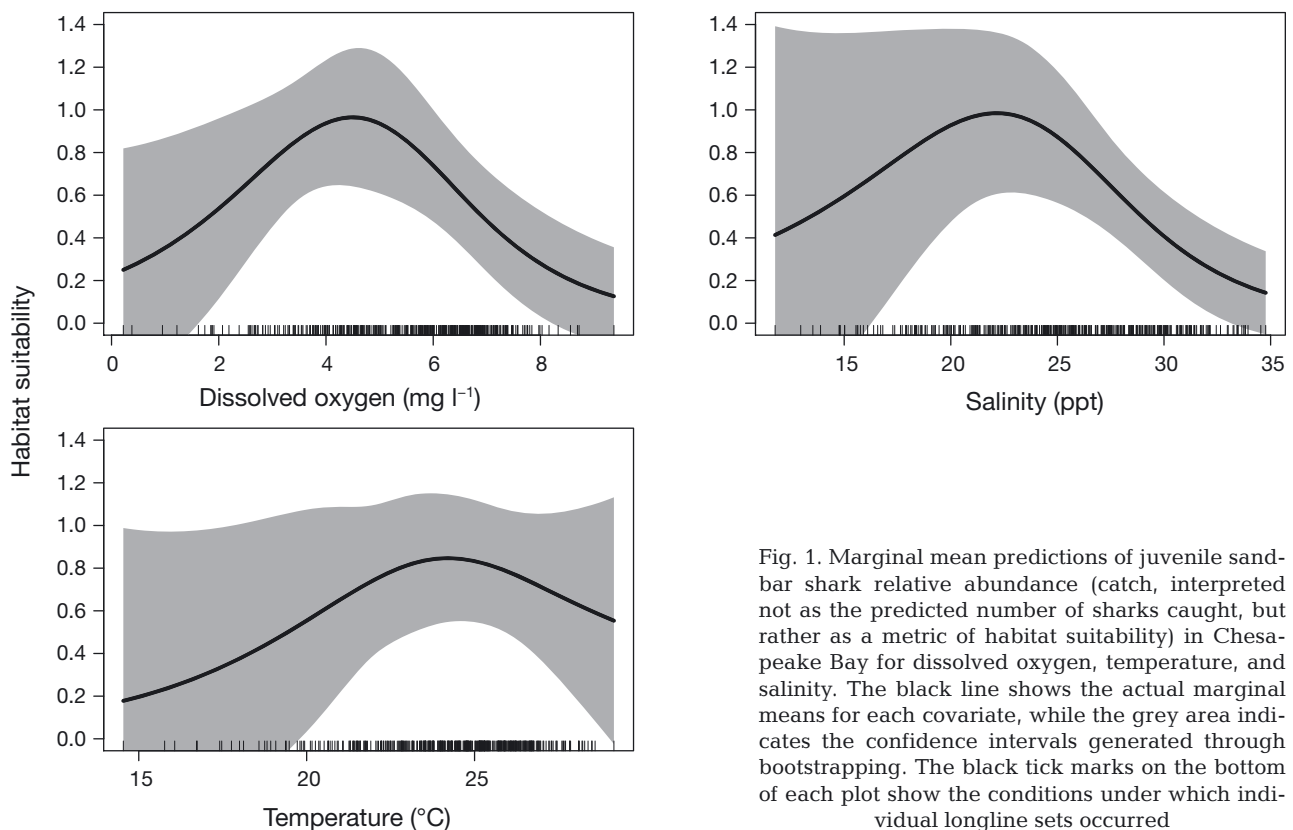 1.4
1.2
1.0
0.8
0.6
0.4
0.2
0.0
0 2 4 6 8
Dissolved oxygen (mg l⁻¹)
1.4
1.2
1.0
0.8
0.6
0.4
0.2
0.0
15 20 25 30 35
Salinity (ppt)
Habitat suitability
1.4
1.2
1.0
0.8
0.6
0.4
0.2
0.0
15 20 25
Temperature (°C)
Fig. 1. Marginal mean predictions of juvenile sand-
bar shark relative abundance (catch, interpreted
not as the predicted number of sharks caught, but
rather as a metric of habitat suitability) in Chesa-
peake Bay for dissolved oxygen, temperature, and
salinity. The black line shows the actual marginal
means for each covariate, while the grey area indi-
cates the confidence intervals generated through
bootstrapping. The black tick marks on the bottom
of each plot show the conditions under which indi-
vidual longline sets occurred